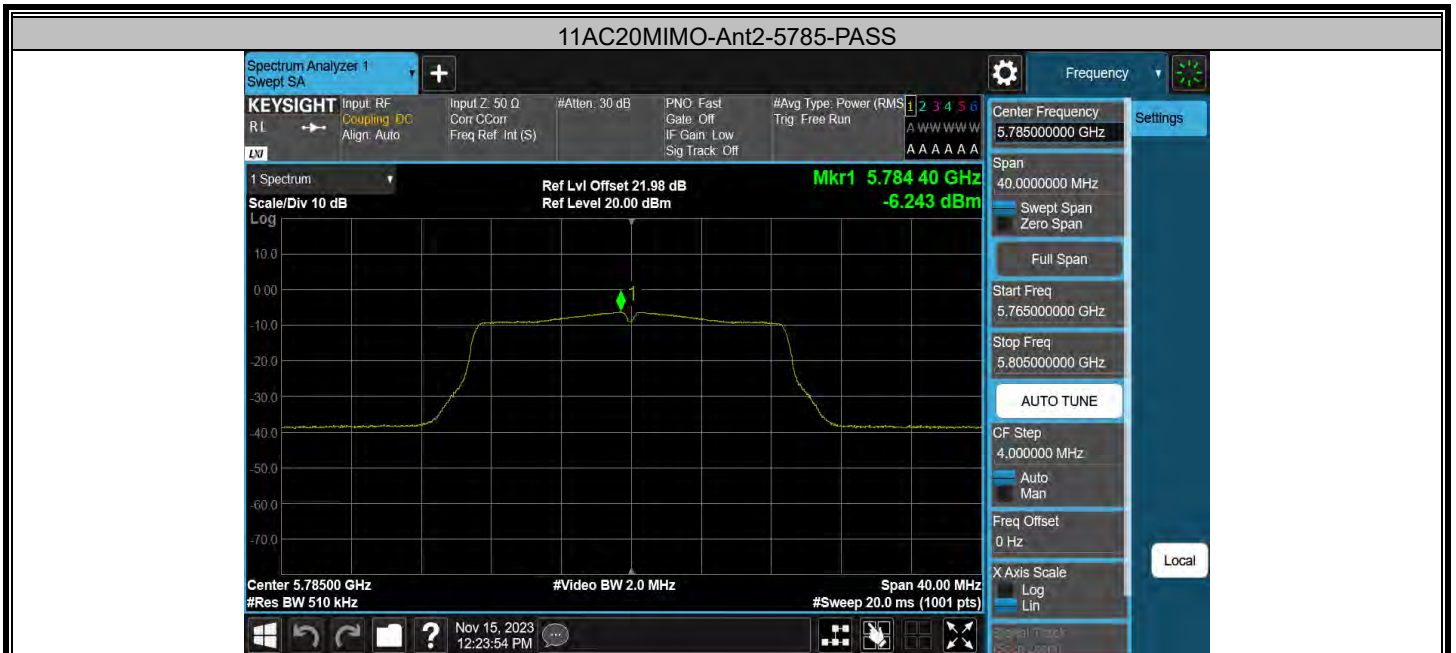 11AC20MIMO-Ant2-5785-PASS
Spectrum Analyzer 1
Swept SA
Frequency
KEYSIGHT
RL
LXI
Input: RF
Coupling: DC
Align: Auto
Input Z: 50 Ω
Corr CCorr
Freq Ref: Int (S)
#Atten: 30 dB
PNO: Fast
Gate: Off
IF Gain: Low
Sig Track: Off
#Avg Type: Power (RMS
Trig: Free Run
1 2 3 4 5 6
A W W W W W
A A A A A A
1 Spectrum
Scale/Div 10 dB
Log
Ref Lvl Offset 21.98 dB
Ref Level 20.00 dBm
Mkr1 5.784 40 GHz
-6.243 dBm
10.0
0.00
-10.0
-20.0
-30.0
-40.0
-50.0
-60.0
-70.0
1
Center 5.78500 GHz
#Video BW 2.0 MHz
Span 40.00 MHz
#Res BW 510 kHz
#Sweep 20.0 ms (1001 pts)
Center Frequency
5.785000000 GHz
Settings
Span
40.0000000 MHz
Swept Span
Zero Span
Full Span
Start Freq
5.765000000 GHz
Stop Freq
5.805000000 GHz
AUTO TUNE
CF Step
4.000000 MHz
Auto
Man
Freq Offset
0 Hz
X Axis Scale
Log
Lin
Local
Signal Track
(Span Zoom)
?
Nov 15, 2023
12:23:54 PM